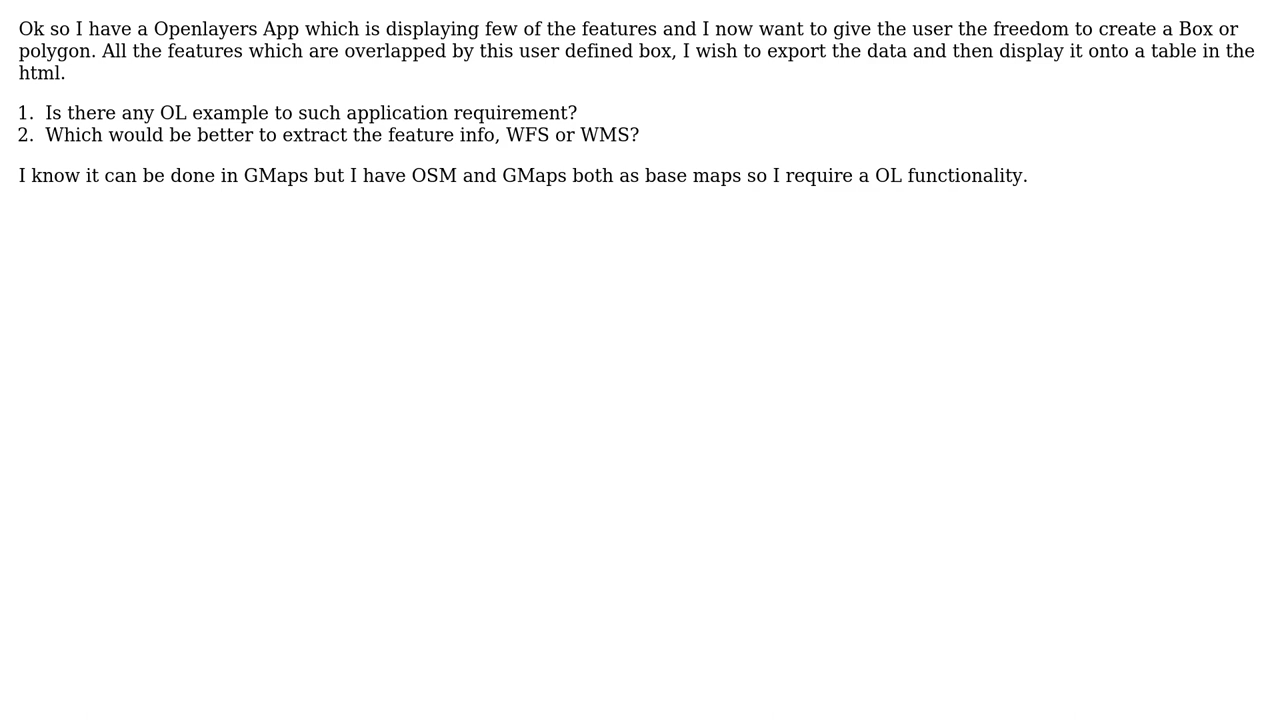 Ok so I have a Openlayers App which is displaying few of the features and I now want to give the user the freedom to create a Box or
polygon. All the features which are overlapped by this user defined box, I wish to export the data and then display it onto a table in the
html.
1. Is there any OL example to such application requirement?
2. Which would be better to extract the feature info, WFS or WMS?
I know it can be done in GMaps but I have OSM and GMaps both as base maps so I require a OL functionality.